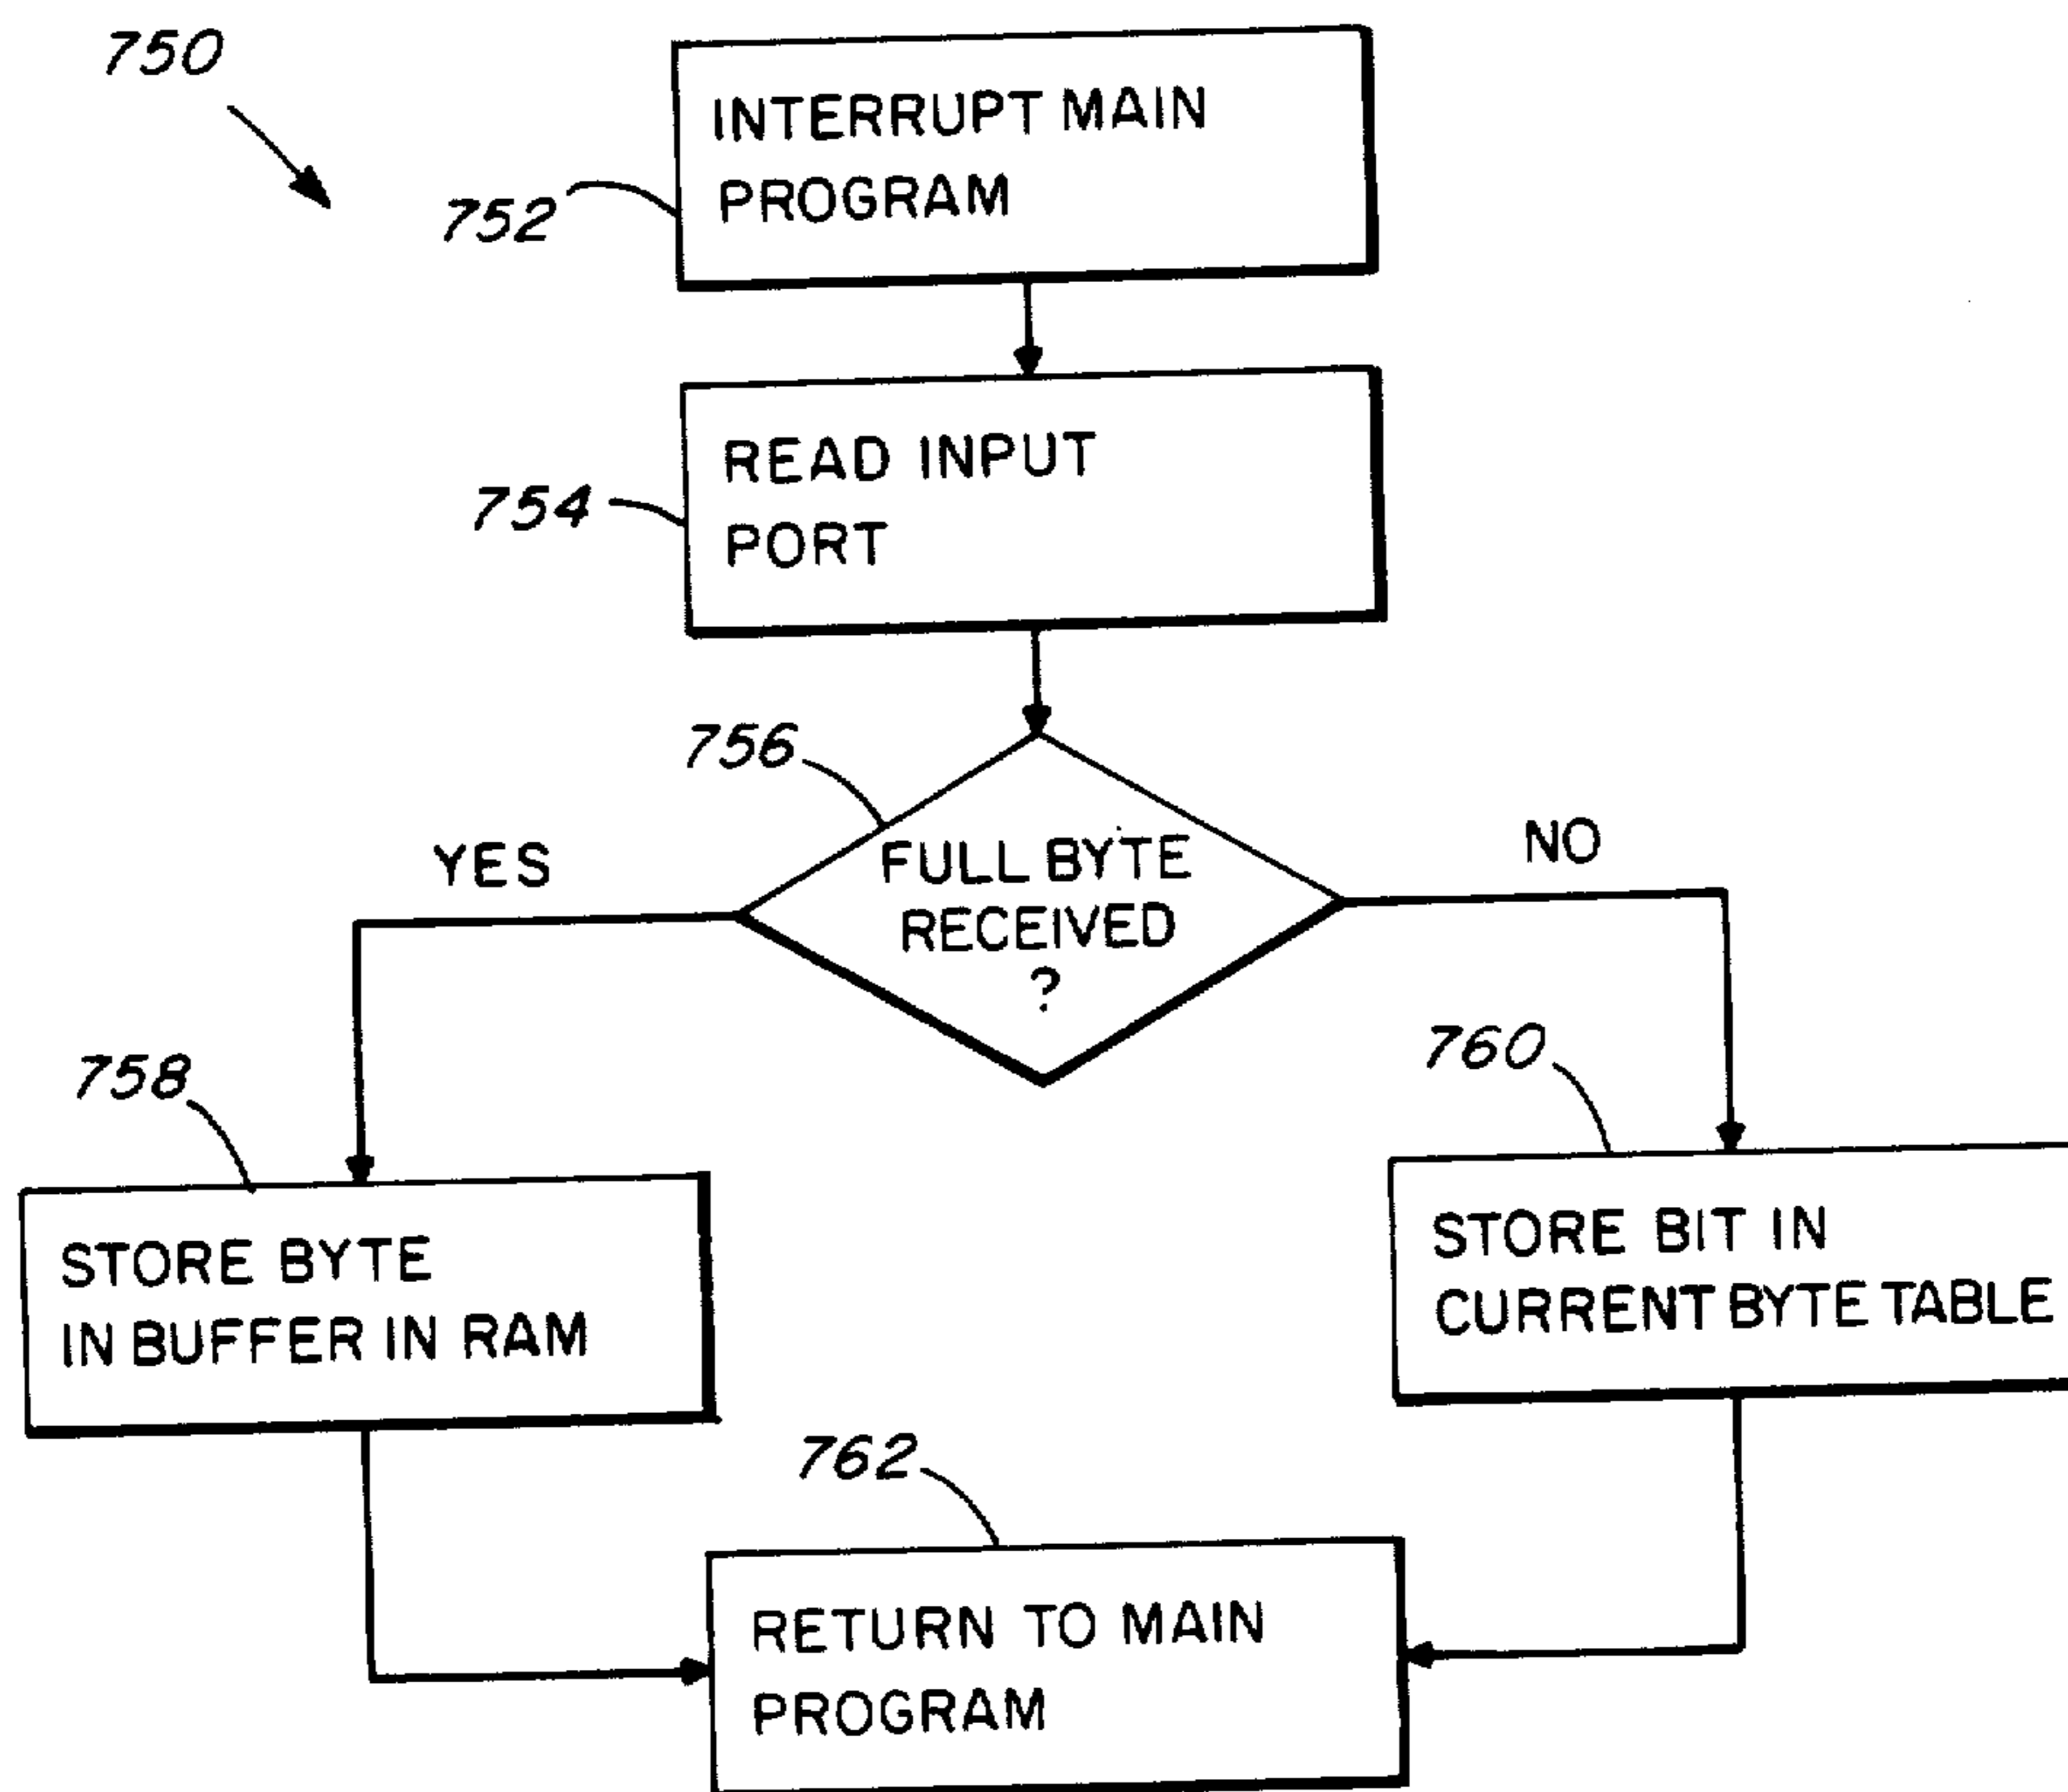 750
INTERRUPT MAIN
PROGRAM
752
READ INPUT
PORT
754
756
FULL BYTE
RECEIVED
?
YES
NO
758
760
STORE BYTE
IN BUFFER IN RAM
STORE BIT IN
CURRENT BYTE TABLE
762
RETURN TO MAIN
PROGRAM